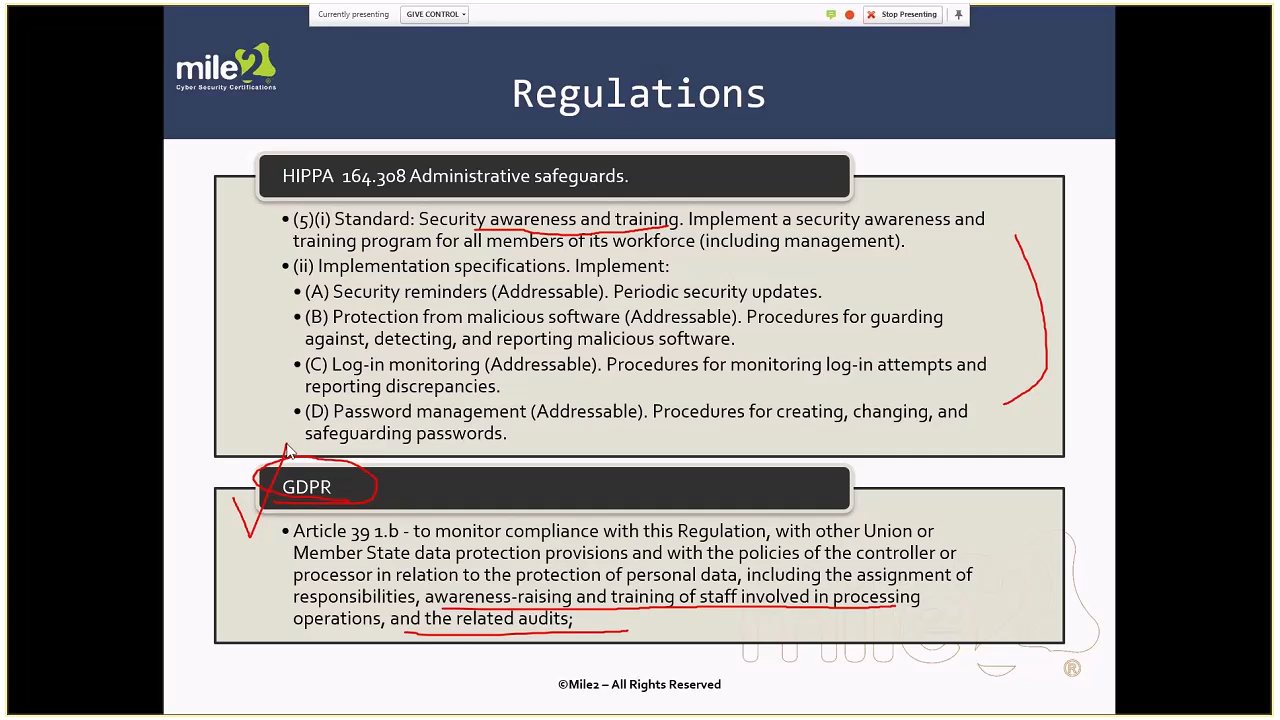 Currently presenting GIVE CONTROL Stop Presenting
mile2
Cyber Security Certifications
Regulations
HIPPA 164.308 Administrative safeguards.
• (5)(i) Standard: Security awareness and training. Implement a security awareness and
training program for all members of its workforce (including management).
• (ii) Implementation specifications. Implement:
• (A) Security reminders (Addressable). Periodic security updates.
• (B) Protection from malicious software (Addressable). Procedures for guarding
against, detecting, and reporting malicious software.
• (C) Log-in monitoring (Addressable). Procedures for monitoring log-in attempts and
reporting discrepancies.
• (D) Password management (Addressable). Procedures for creating, changing, and
safeguarding passwords.
GDPR
• Article 39 1.b - to monitor compliance with this Regulation, with other Union or
Member State data protection provisions and with the policies of the controller or
processor in relation to the protection of personal data, including the assignment of
responsibilities, awareness-raising and training of staff involved in processing
operations, and the related audits;
mile2®
©Mile2 – All Rights Reserved